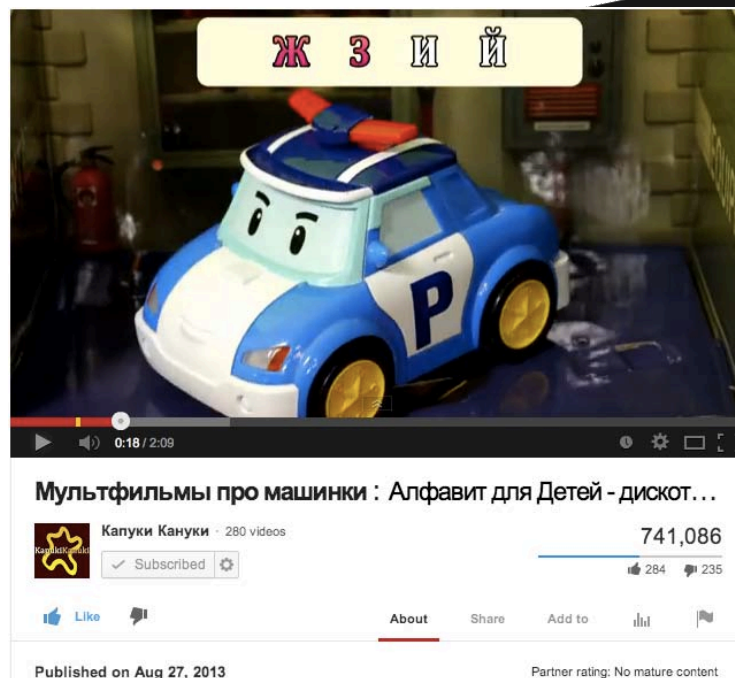 Ж З И Й
P
0:18 / 2:09
Мультфильмы про машинки : Алфавит для Детей - дискот...
KapukiKanuki
Капуки Кануки · 280 videos
741,086
Subscribed
284 235
Like
About Share Add to
Published on Aug 27, 2013
Partner rating: No mature content